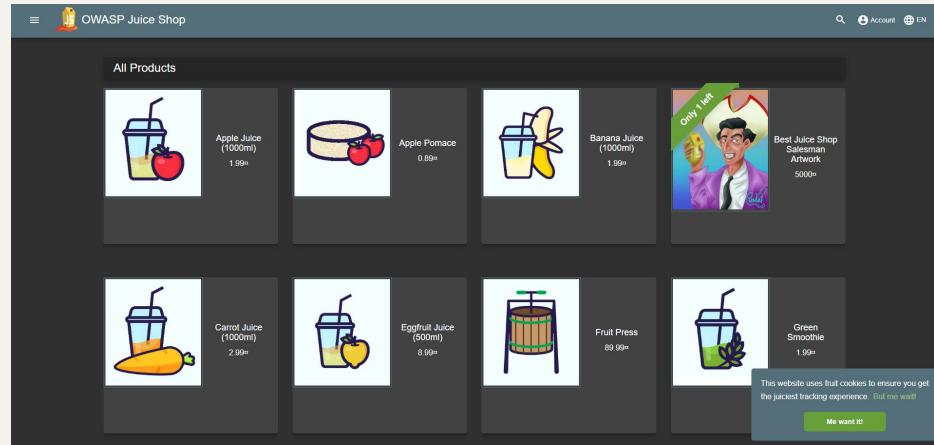 OWASP Juice Shop
Account
EN
All Products
Apple Juice
(1000ml)
1.99¤
Apple Pomace
0.89¤
Banana Juice
(1000ml)
1.99¤
Only 1 left
Best Juice Shop
Salesman
Artwork
5000¤
Carrot Juice
(1000ml)
2.99¤
Eggfruit Juice
(500ml)
8.99¤
Fruit Press
89.99¤
Green
Smoothie
1.99¤
This website uses fruit cookies to ensure you get
the juiciest tracking experience. But me wait!
Me want it!